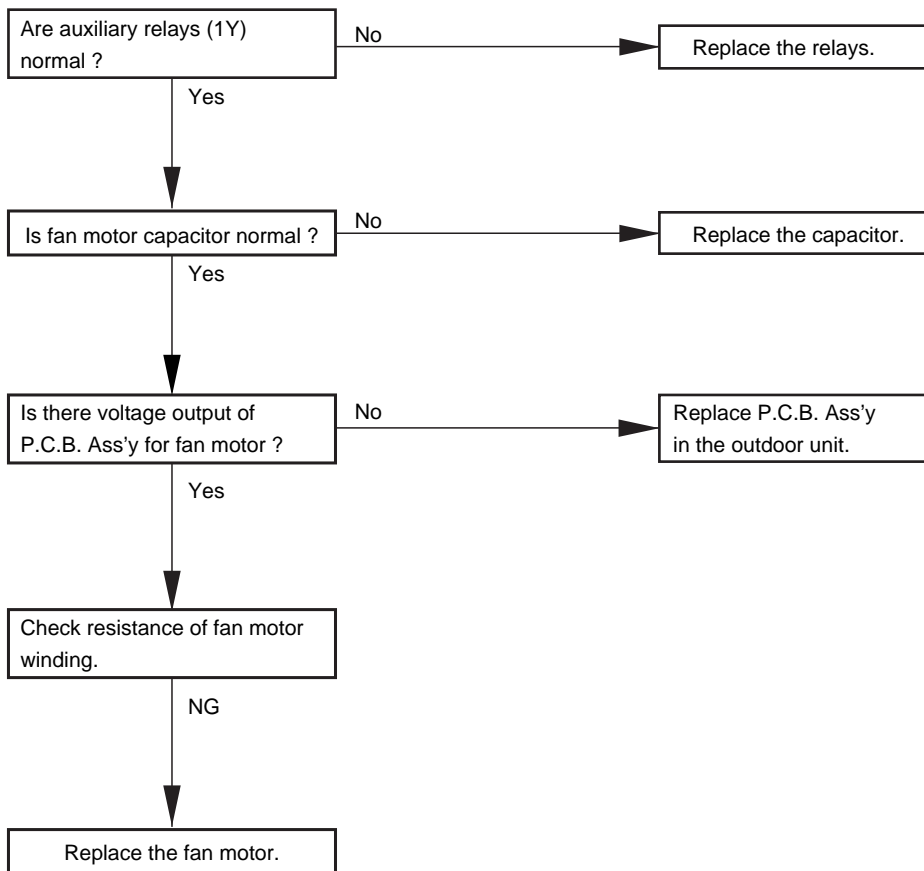 Are auxiliary relays (1Y)
normal ?
No
Replace the relays.
Yes
Is fan motor capacitor normal ?
No
Replace the capacitor.
Yes
Is there voltage output of
P.C.B. Ass'y for fan motor ?
No
Replace P.C.B. Ass'y
in the outdoor unit.
Yes
Check resistance of fan motor
winding.
NG
Replace the fan motor.